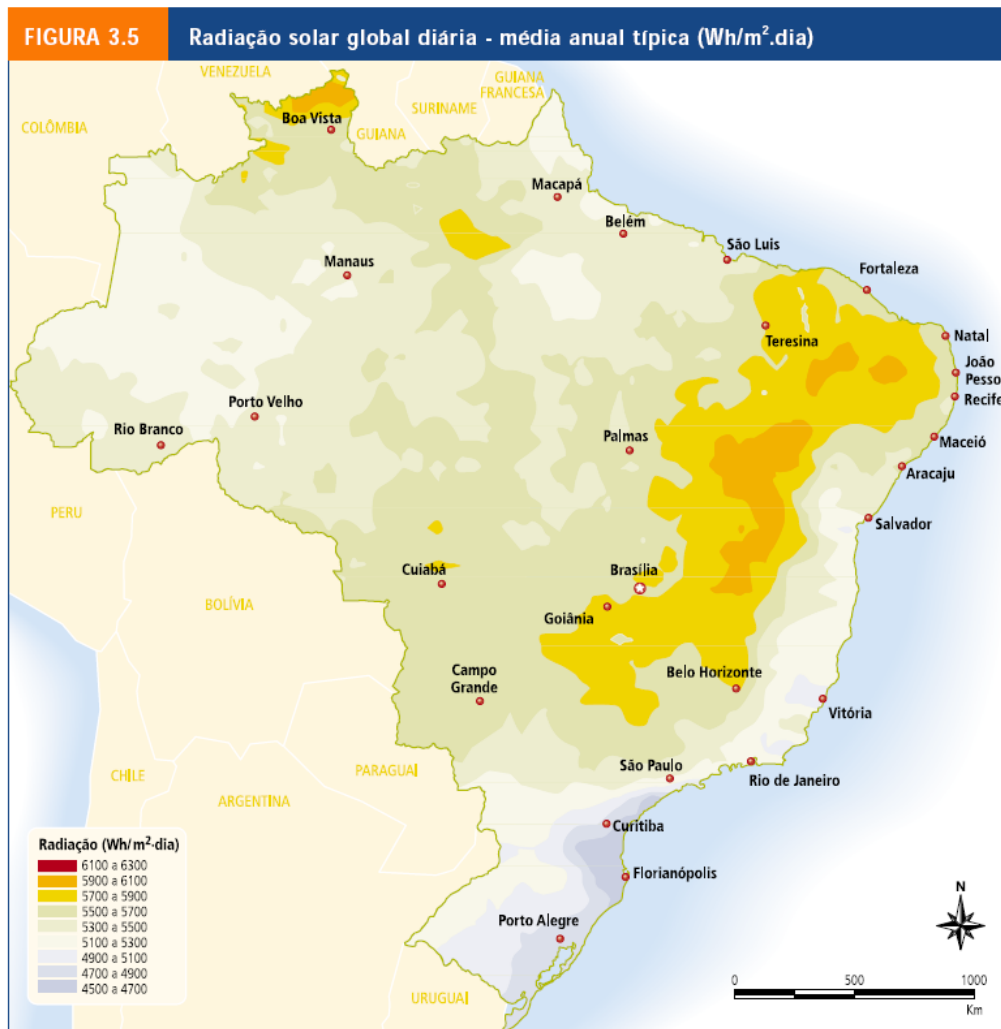 FIGURA 3.5
Radiação solar global diária - média anual típica (Wh/m².dia)
VENEZUELA
GUIANA
FRANCESA
SURINAME
COLÔMBIA
Boa Vista
GUIANA
Macapá
Belém
São Luis
Fortaleza
Manaus
Teresina
Natal
João
Pesso
Recife
Porto Velho
Rio Branco
Palmas
Maceió
Aracaju
PERU
Salvador
Cuiabá
Brasília
BOLÍVIA
Goiânia
Campo
Grande
Belo Horizonte
Vitória
CHILE
PARAGUAI
São Paulo
Rio de Janeiro
ARGENTINA
Curitiba
Florianópolis
Porto Alegre
URUGUAI
Radiação (Wh/m²·dia)
6100 a 6300
5900 a 6100
5700 a 5900
5500 a 5700
5300 a 5500
5100 a 5300
4900 a 5100
4700 a 4900
4500 a 4700
N
0 500 1000
Km